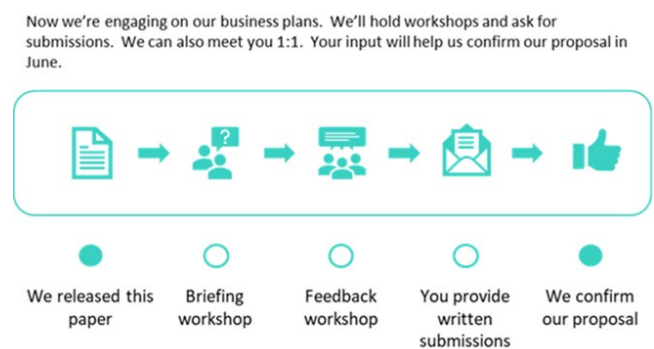 Now we're engaging on our business plans. We'll hold workshops and ask for
submissions. We can also meet you 1:1. Your input will help us confirm our proposal in
June.
?
We released this
paper
Briefing
workshop
Feedback
workshop
You provide
written
submissions
We confirm
our proposal